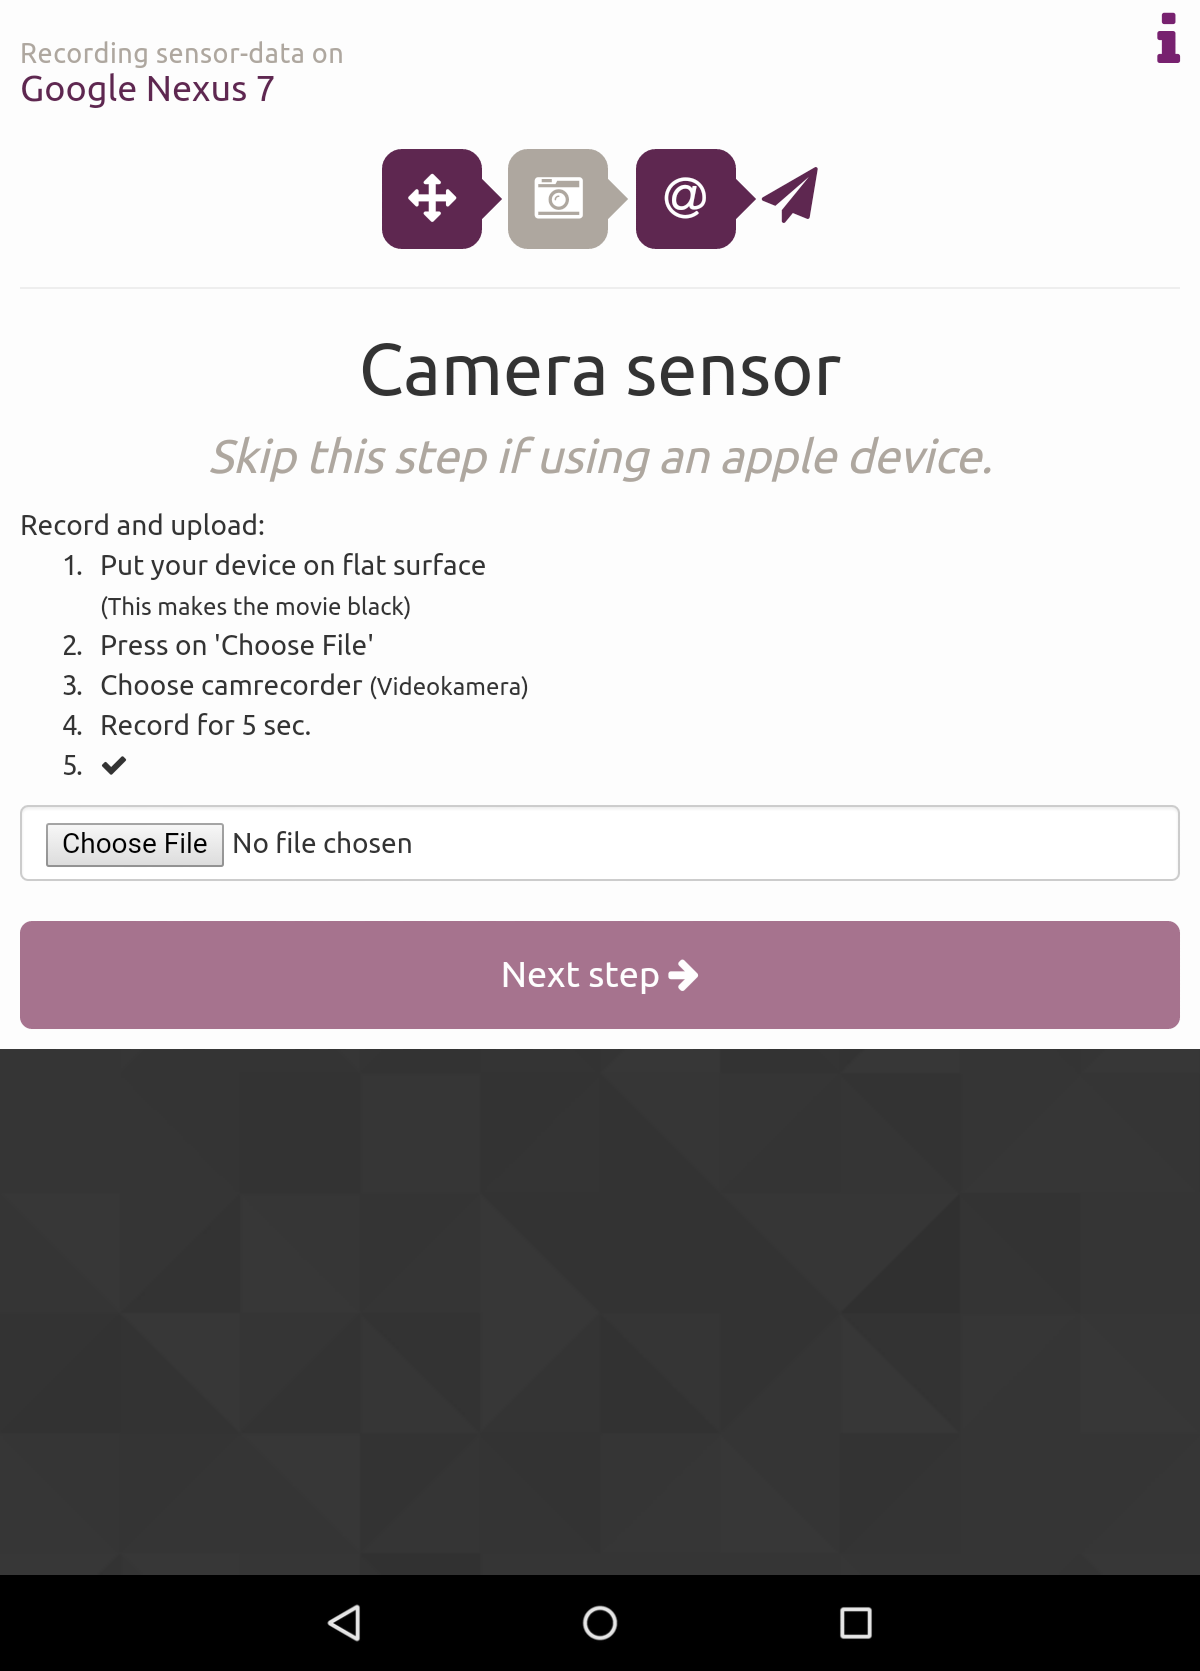 Recording sensor-data on
Google Nexus 7
@
Camera sensor
Skip this step if using an apple device.
Record and upload:
1. Put your device on flat surface
(This makes the movie black)
2. Press on 'Choose File'
3. Choose camrecorder (Videokamera)
4. Record for 5 sec.
5. ✔
Choose File No file chosen
Next step